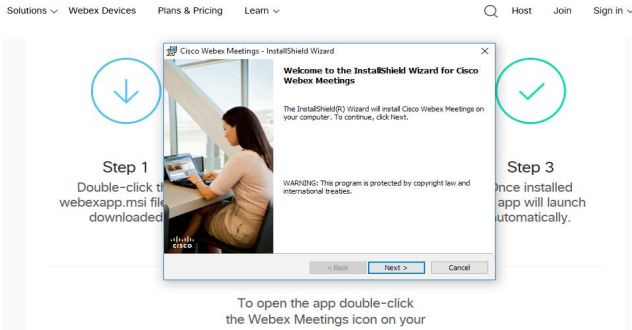 Solutions Webex Devices Plans & Pricing Learn Host Join Sign in
Cisco Webex Meetings - InstallShield Wizard
Welcome to the InstallShield Wizard for Cisco
Webex Meetings
The InstallShield(R) Wizard will install Cisco Webex Meetings on
your computer. To continue, click Next.
WARNING: This program is protected by copyright law and
international treaties.
cisco
< Back Next > Cancel
Step 1
Double-click t
webexapp.msi file
downloaded
Step 3
Once installed
app will launch
utomatically.
To open the app double-click
the Webex Meetings icon on your